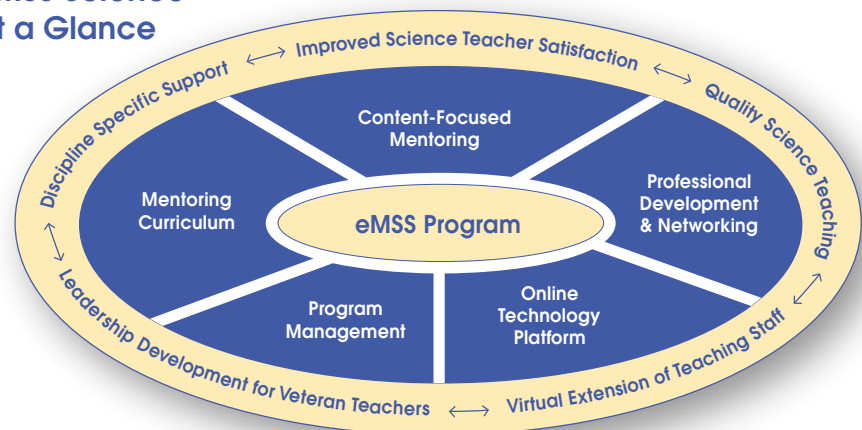 t a Glance
Improved Science Teacher Satisfaction
Quality Science Teaching
Virtual Extension of Teaching Staff
Leadership Development for Veteran Teachers
Discipline Specific Support
Content-Focused
Mentoring
Professional
Development
& Networking
Online
Technology
Platform
Program
Management
Mentoring
Curriculum
eMSS Program